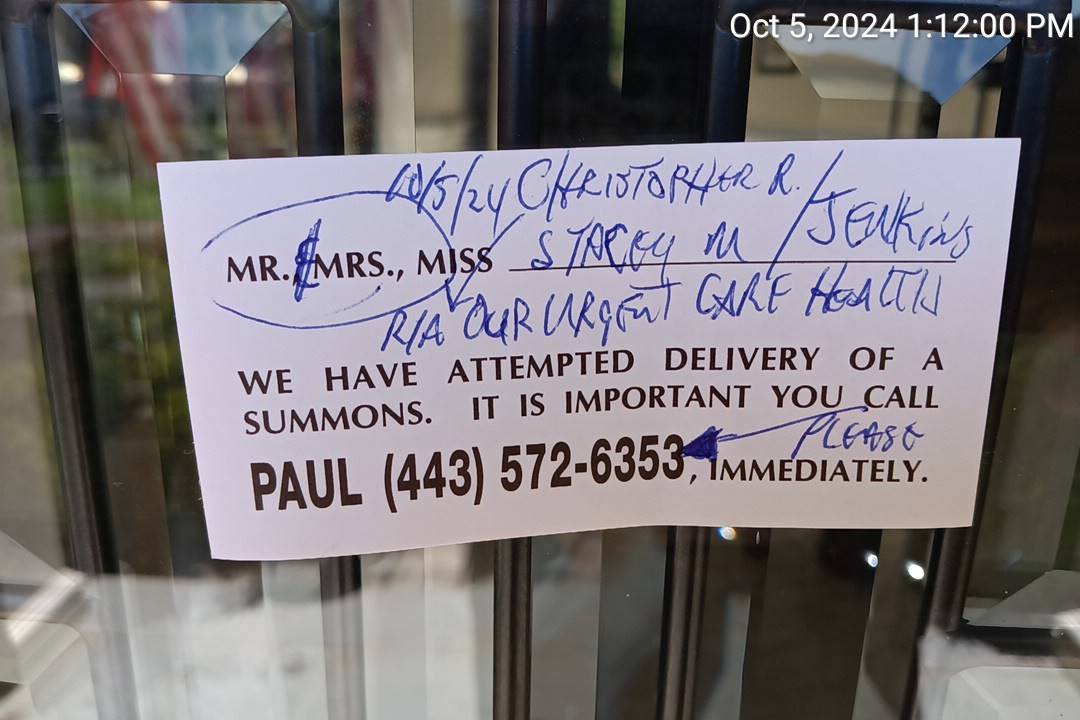 Oct 5, 2024 1:12:00 PM
10/5/24 CHRISTOPHER R. /
MR. & MRS., MISS STACEY M / JENKINS
R/A OUR URGENT CARE HEALTH
WE HAVE ATTEMPTED DELIVERY OF A
SUMMONS. IT IS IMPORTANT YOU CALL
PLEASE
PAUL (443) 572-6353, IMMEDIATELY.